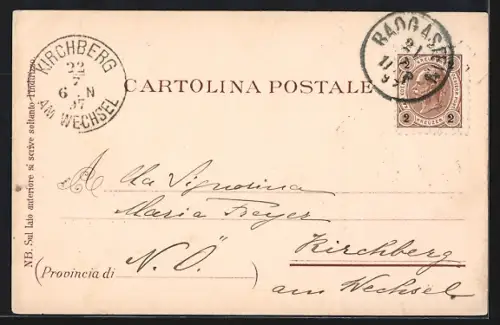 KIRCHBERG
22
7
6 . N
97
AM WECHSEL
CARTOLINA POSTALE
2 KREUZER 2
NB. Sul lato anteriore si scrive soltanto l'indirizzo
Alla Signorina
Maria Freyer
Kirchberg
(Provincia di N. Ö."
am Wechsel.